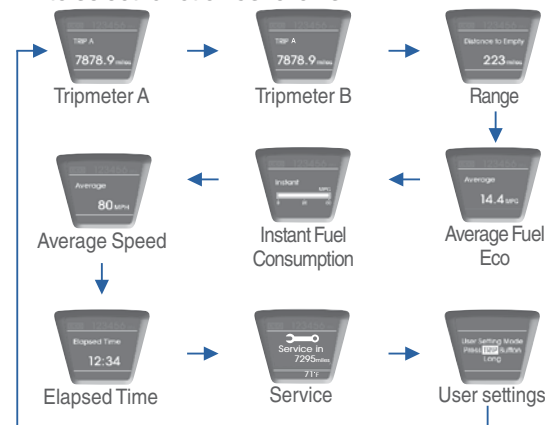 TRIP A
7878.9 miles
Tripmeter A
TRIP A
7878.9 miles
Tripmeter B
Distance to Empty
223 miles
Range
Average
80 MPH
Average Speed
Instant
MPG
Instant Fuel
Consumption
Average
14.4 MPG
Average Fuel
Eco
Elapsed Time
12:34
Elapsed Time
Service in
7295 miles
71°F
Service
User Setting Mode
Press TRIP Button
Long
User settings